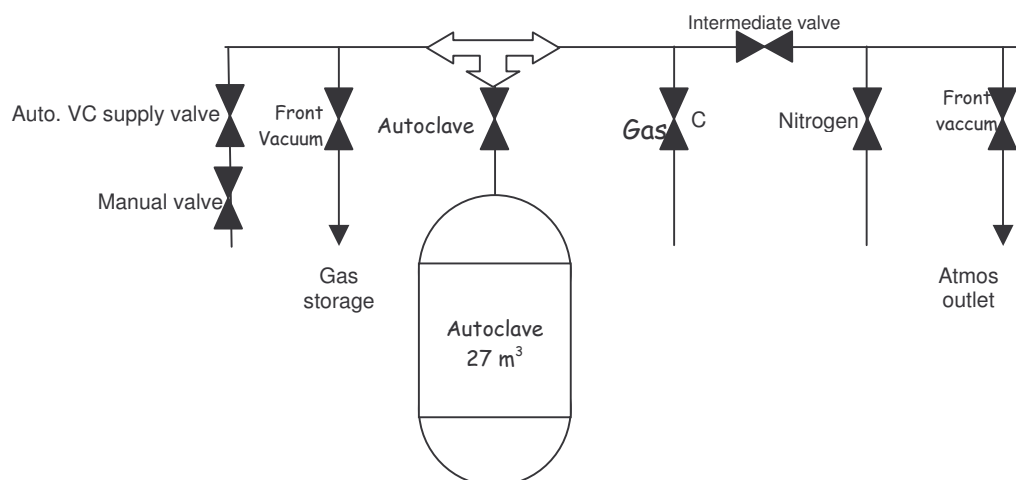 Intermediate valve
Auto. VC supply valve
Front
Vacuum
Autoclave
Gas
C
Nitrogen
Front
vaccum
Manual valve
Gas
storage
Atmos
outlet
Autoclave
27 m³